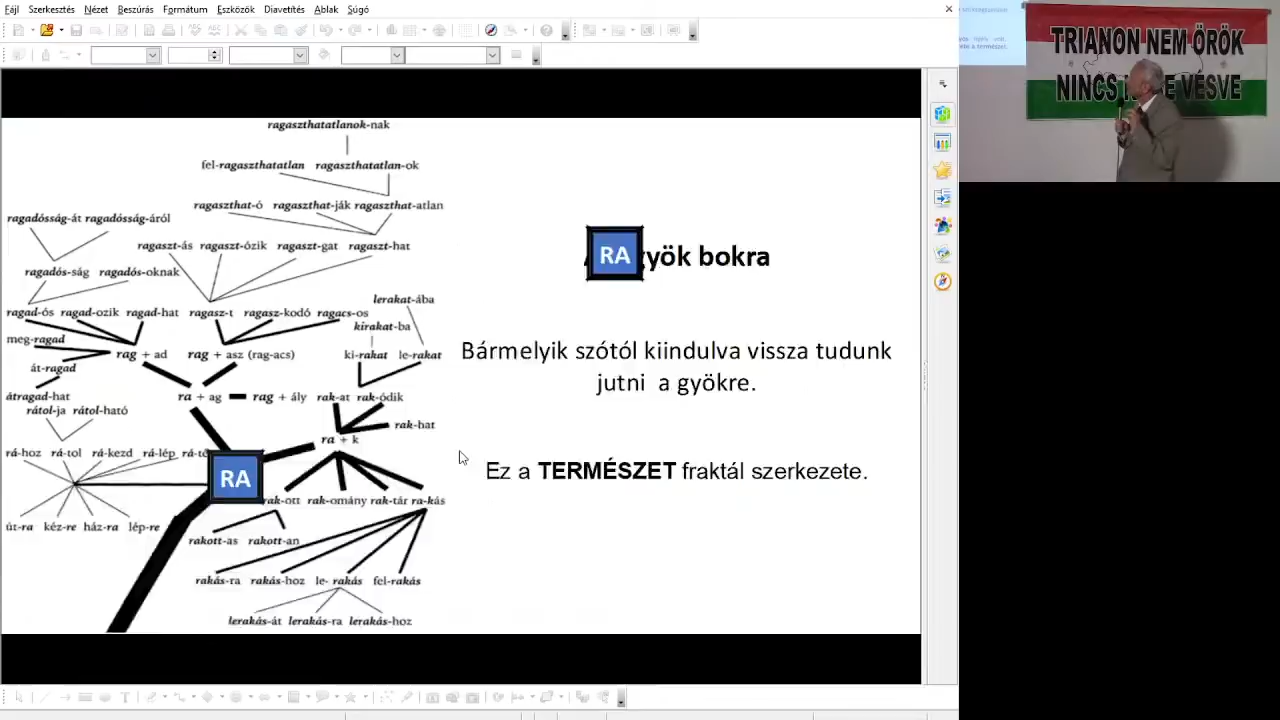 Fájl Szerkesztés Nézet Beszúrás Formátum Eszközök Diavetítés Ablak Súgó
TRIANON NEM ÖRÖK
NINCS VÉSVE
ragaszthatatlanok-nak
fel-ragaszthatatlan ragaszthatatlan-ok
ragaszthat-ó ragaszthat-ják ragaszthat-atlan
ragadósság-át ragadósság-áról
ragaszt-ás ragaszt-ózik ragaszt-gat ragaszt-hat
ragadós-ság ragadós-oknak
lerakat-ába
ragad-ós ragad-ozik ragad-hat ragasz-t ragasz-kodó ragacs-os
kirakat-ba
meg-ragad
rag + ad rag + asz (rag-acs) ki-rakat le-rakat
át-ragad
átragad-hat ra + ag rag + ály rak-at rak-ódik
rátol-ja rátol-ható
rak-hat
ra + k
rá-hoz rá-tol rá-kezd rá-lép
RA
rak-ott rak-omány rak-tár ra-kás
út-ra kéz-re ház-ra lép-re
rakott-as rakott-an
rakás-ra rakás-hoz le- rakás fel-rakás
lerakás-át lerakás-ra lerakás-hoz
RA gyök bokra
Bármelyik szótól kiindulva vissza tudunk
jutni a gyökre.
Ez a TERMÉSZET fraktál szerkezete.